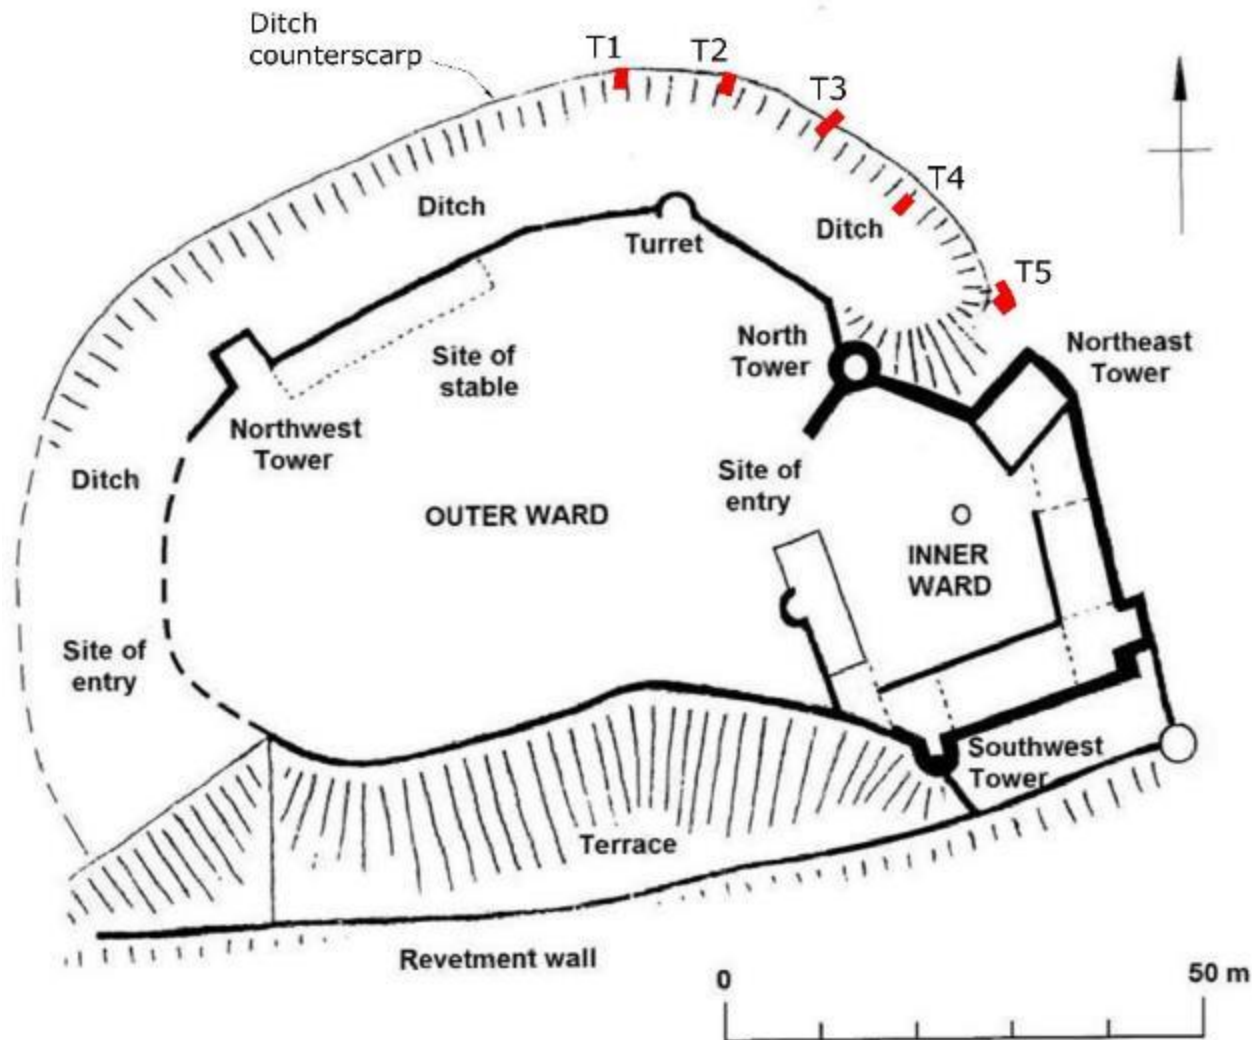 Ditch
counterscarp
T1
T2
T3
T4
T5
Ditch
Turret
Ditch
North
Tower
Northeast
Tower
Site of
stable
Northwest
Tower
Ditch
Site of
entry
OUTER WARD
INNER
WARD
Site of
entry
Southwest
Tower
Terrace
Revetment wall
0
50 m